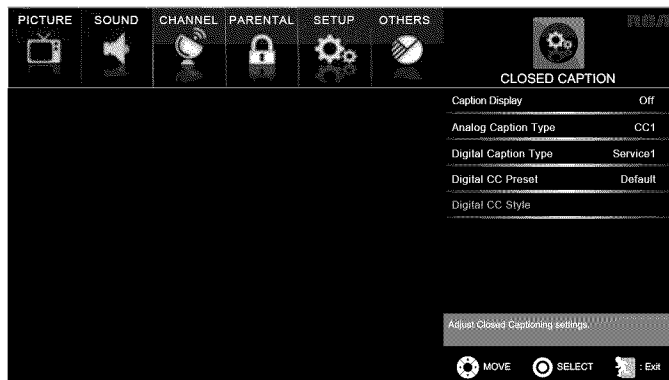 PICTURE SOUND CHANNEL PARENTAL SETUP OTHERS
RCA
CLOSED CAPTION
Caption Display Off
Analog Caption Type CC1
Digital Caption Type Service1
Digital CC Preset Default
Digital CC Style
Adjust Closed Captioning settings.
MOVE SELECT : Exit